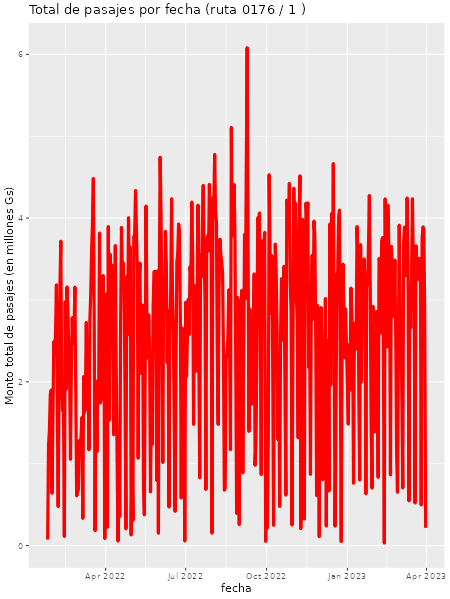 Total de pasajes por fecha (ruta 0176 / 1 )
Monto total de pasajes (en millones Gs)
6
4
2
0
Apr 2022 Jul 2022 Oct 2022 Jan 2023 Apr 2023
fecha